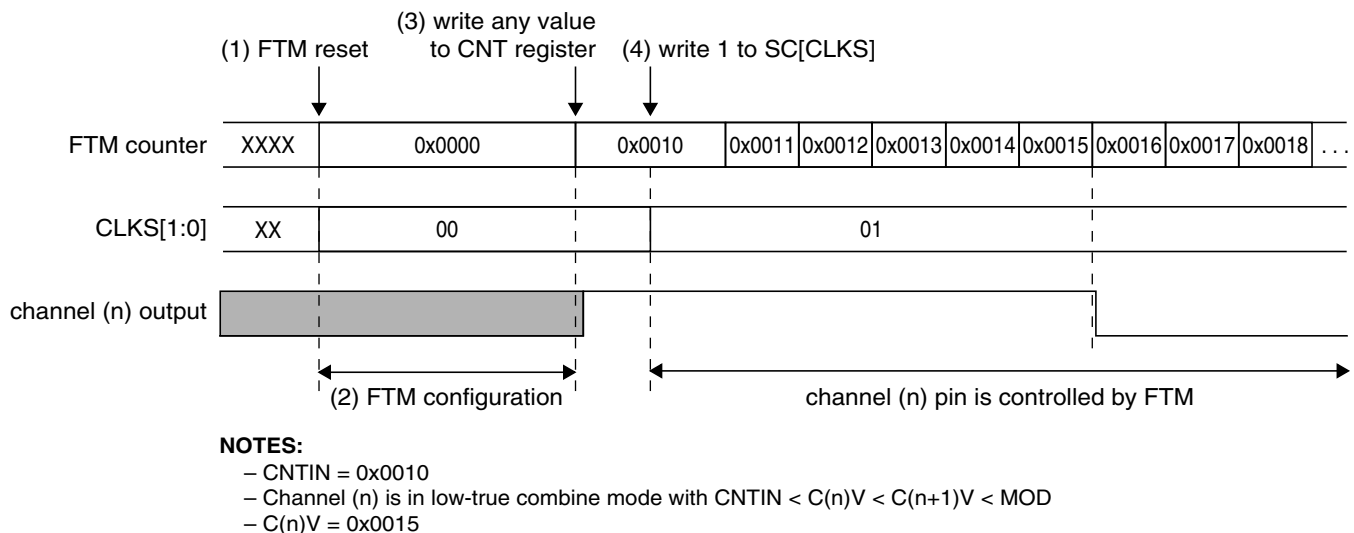 (3) write any value
(1) FTM reset to CNT register (4) write 1 to SC[CLKS]
FTM counter XXXX 0x0000 0x0010 0x0011 0x0012 0x0013 0x0014 0x0015 0x0016 0x0017 0x0018 . . .
CLKS[1:0] XX 00 01
channel (n) output
(2) FTM configuration channel (n) pin is controlled by FTM
NOTES:
– CNTIN = 0x0010
– Channel (n) is in low-true combine mode with CNTIN < C(n)V < C(n+1)V < MOD
– C(n)V = 0x0015